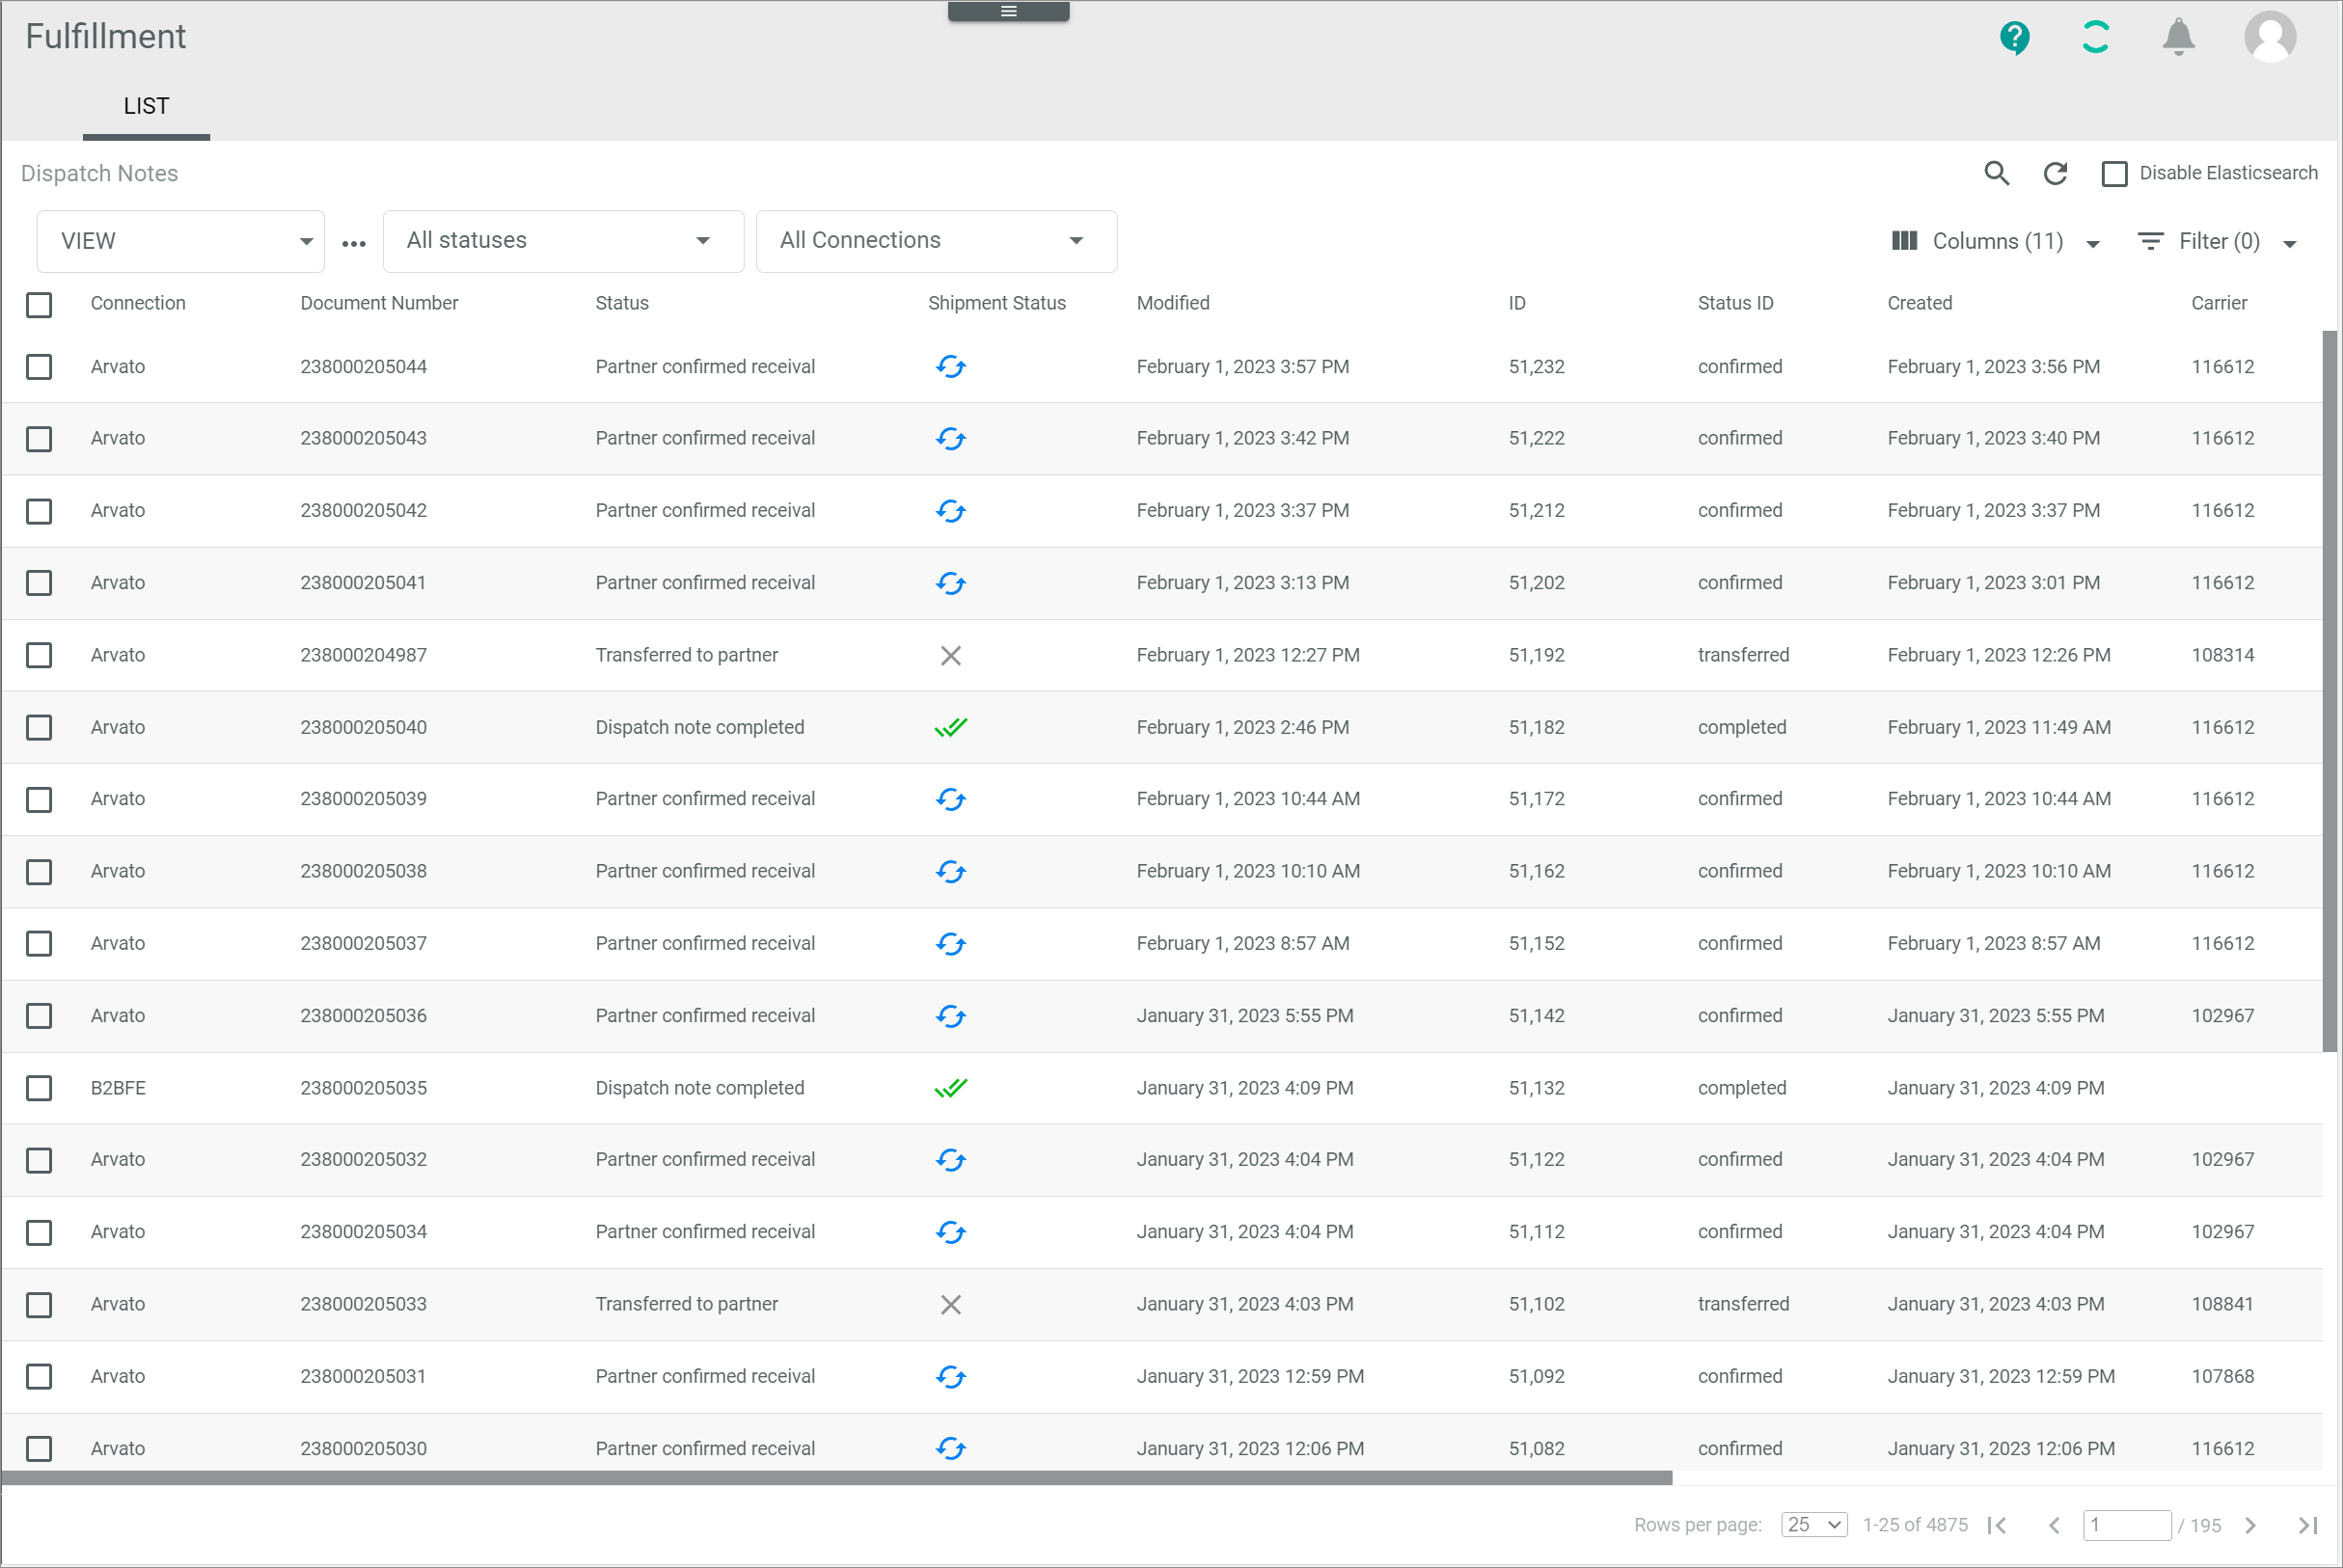 Fulfillment
LIST
Dispatch Notes Disable Elasticsearch
VIEW All statuses All Connections Columns (11) Filter (0)
Connection Document Number Status Shipment Status Modified ID Status ID Created Carrier
Arvato 238000205044 Partner confirmed receival February 1, 2023 3:57 PM 51,232 confirmed February 1, 2023 3:56 PM 116612
Arvato 238000205043 Partner confirmed receival February 1, 2023 3:42 PM 51,222 confirmed February 1, 2023 3:40 PM 116612
Arvato 238000205042 Partner confirmed receival February 1, 2023 3:37 PM 51,212 confirmed February 1, 2023 3:37 PM 116612
Arvato 238000205041 Partner confirmed receival February 1, 2023 3:13 PM 51,202 confirmed February 1, 2023 3:01 PM 116612
Arvato 238000204987 Transferred to partner February 1, 2023 12:27 PM 51,192 transferred February 1, 2023 12:26 PM 108314
Arvato 238000205040 Dispatch note completed February 1, 2023 2:46 PM 51,182 completed February 1, 2023 11:49 AM 116612
Arvato 238000205039 Partner confirmed receival February 1, 2023 10:44 AM 51,172 confirmed February 1, 2023 10:44 AM 116612
Arvato 238000205038 Partner confirmed receival February 1, 2023 10:10 AM 51,162 confirmed February 1, 2023 10:10 AM 116612
Arvato 238000205037 Partner confirmed receival February 1, 2023 8:57 AM 51,152 confirmed February 1, 2023 8:57 AM 116612
Arvato 238000205036 Partner confirmed receival January 31, 2023 5:55 PM 51,142 confirmed January 31, 2023 5:55 PM 102967
B2BFE 238000205035 Dispatch note completed January 31, 2023 4:09 PM 51,132 completed January 31, 2023 4:09 PM
Arvato 238000205032 Partner confirmed receival January 31, 2023 4:04 PM 51,122 confirmed January 31, 2023 4:04 PM 102967
Arvato 238000205034 Partner confirmed receival January 31, 2023 4:04 PM 51,112 confirmed January 31, 2023 4:04 PM 102967
Arvato 238000205033 Transferred to partner January 31, 2023 4:03 PM 51,102 transferred January 31, 2023 4:03 PM 108841
Arvato 238000205031 Partner confirmed receival January 31, 2023 12:59 PM 51,092 confirmed January 31, 2023 12:59 PM 107868
Arvato 238000205030 Partner confirmed receival January 31, 2023 12:06 PM 51,082 confirmed January 31, 2023 12:06 PM 116612
Rows per page: 25 1-25 of 4875 1 / 195